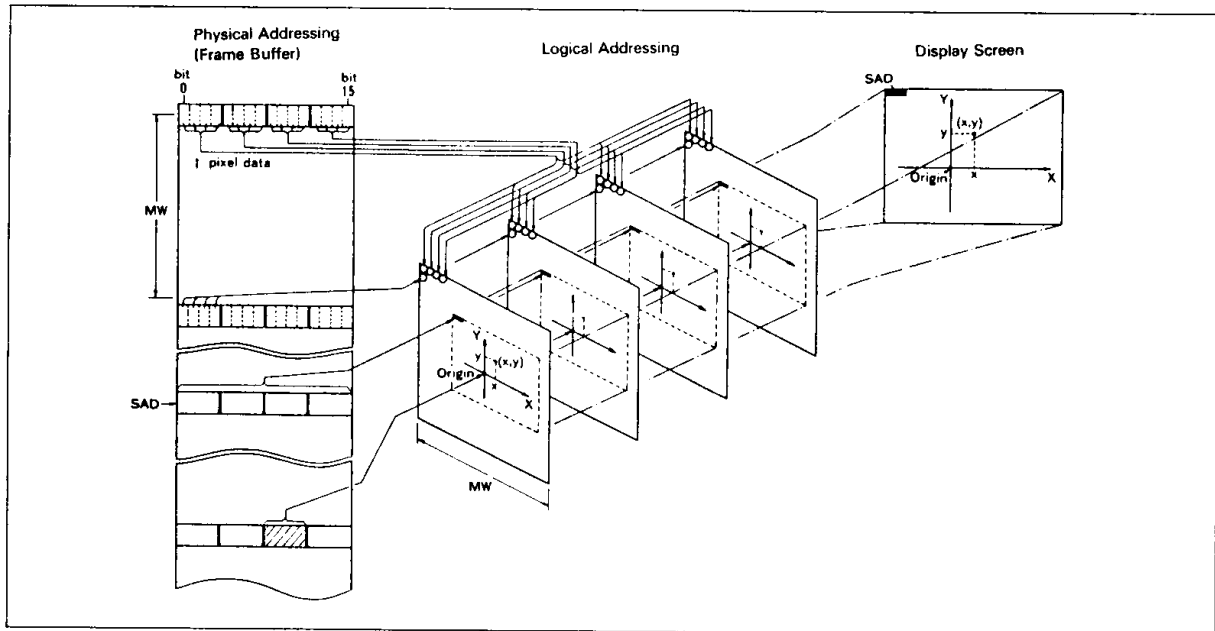 Physical Addressing
(Frame Buffer)
Logical Addressing
Display Screen
bit
0
bit
15
SAD
Y
(x,y)
y
Origin
x
X
pixel data
MW
Y
y
(x,y)
Origin
x
X
SAD
MW